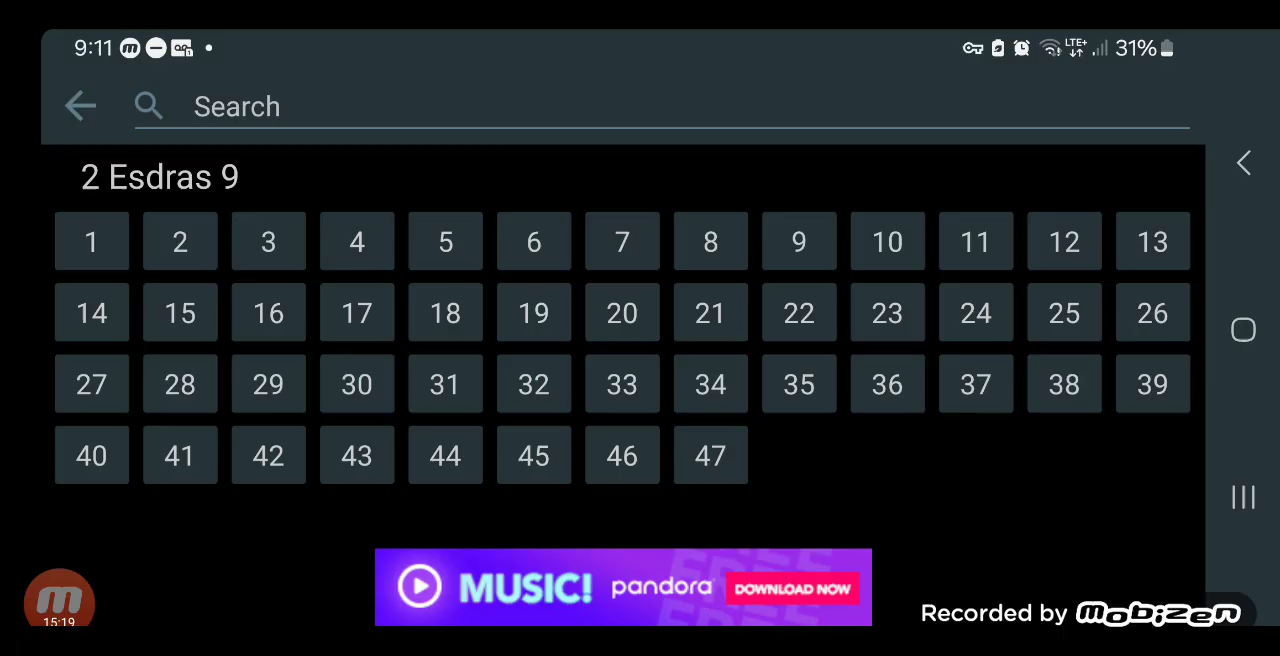 9:11 LTE+ 31%
Search
2 Esdras 9
1 2 3 4 5 6 7 8 9 10 11 12 13
14 15 16 17 18 19 20 21 22 23 24 25 26
27 28 29 30 31 32 33 34 35 36 37 38 39
40 41 42 43 44 45 46 47
MUSIC! pandora DOWNLOAD NOW
15:19
Recorded by mobizen